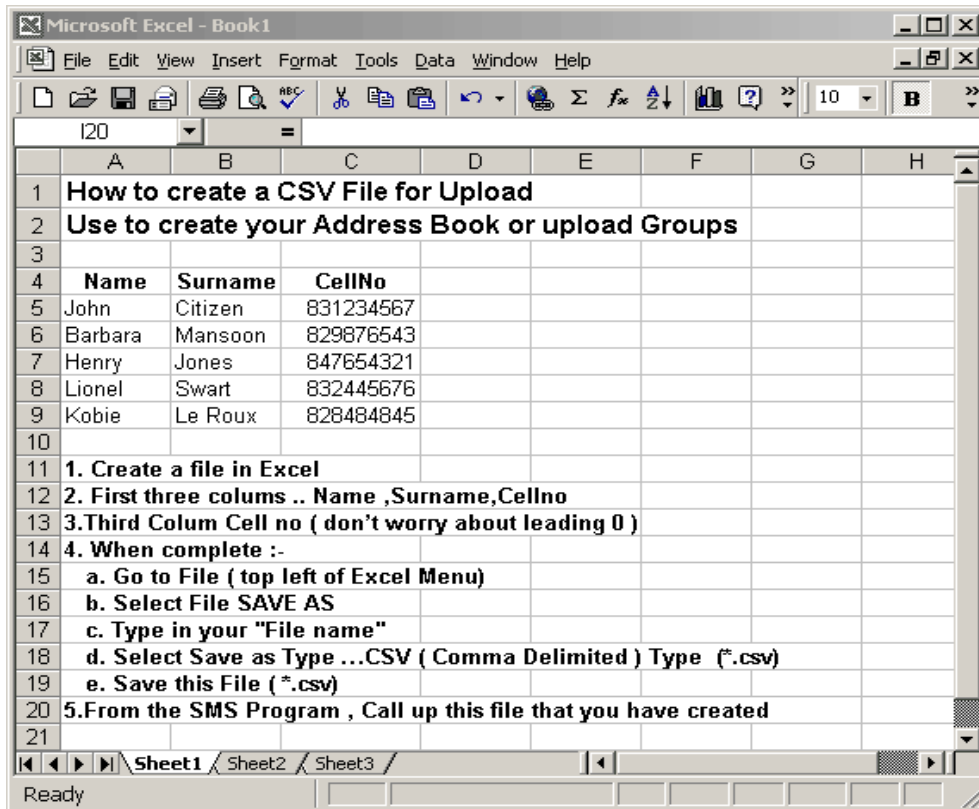 Microsoft Excel - Book1
File Edit View Insert Format Tools Data Window Help
ABC 10 B
I20 =
A B C D E F G H
1 How to create a CSV File for Upload
2 Use to create your Address Book or upload Groups
3
4 Name Surname CellNo
5 John Citizen 831234567
6 Barbara Mansoon 829876543
7 Henry Jones 847654321
8 Lionel Swart 832445676
9 Kobie Le Roux 828484845
10
11 1. Create a file in Excel
12 2. First three colums .. Name ,Surname,Cellno
13 3.Third Colum Cell no ( don't worry about leading 0 )
14 4. When complete :-
15 a. Go to File ( top left of Excel Menu)
16 b. Select File SAVE AS
17 c. Type in your "File name"
18 d. Select Save as Type ...CSV ( Comma Delimited ) Type (*.csv)
19 e. Save this File ( *.csv)
20 5.From the SMS Program , Call up this file that you have created
21
Sheet1 Sheet2 Sheet3
Ready